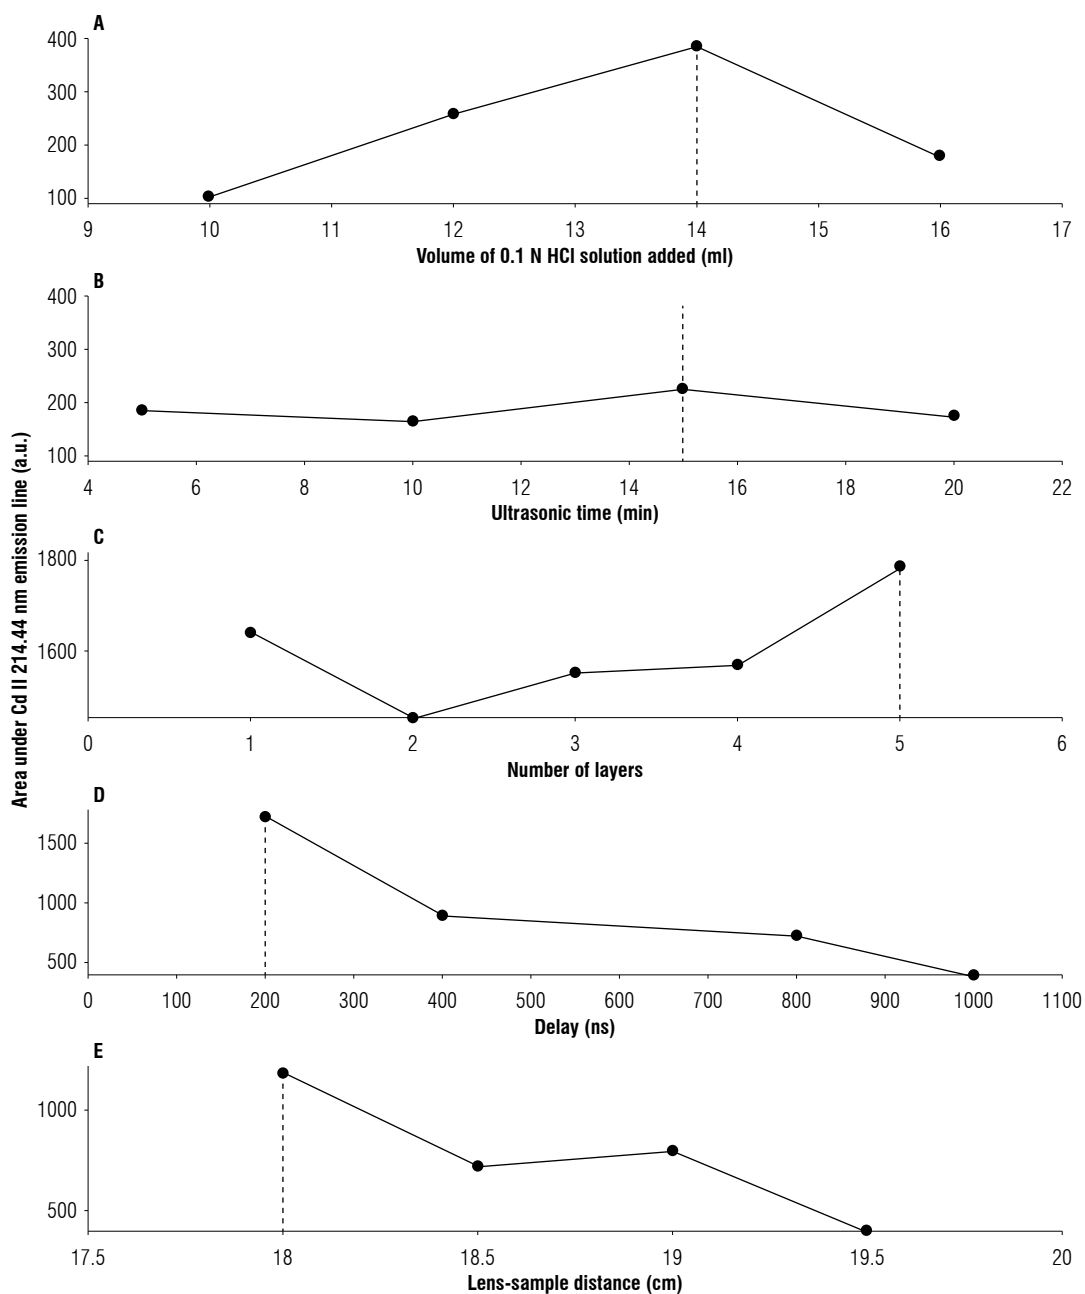 A
400
300
200
100
9 10 11 12 13 14 15 16 17
Volume of 0.1 N HCl solution added (ml)
B
400
300
200
100
4 6 8 10 12 14 16 18 20 22
Ultrasonic time (min)
Area under Cd II 214.44 nm emission line (a.u.)
C
1800
1600
0 1 2 3 4 5 6
Number of layers
D
1500
1000
500
0 100 200 300 400 500 600 700 800 900 1000 1100
Delay (ns)
E
1000
500
17.5 18 18.5 19 19.5 20
Lens-sample distance (cm)